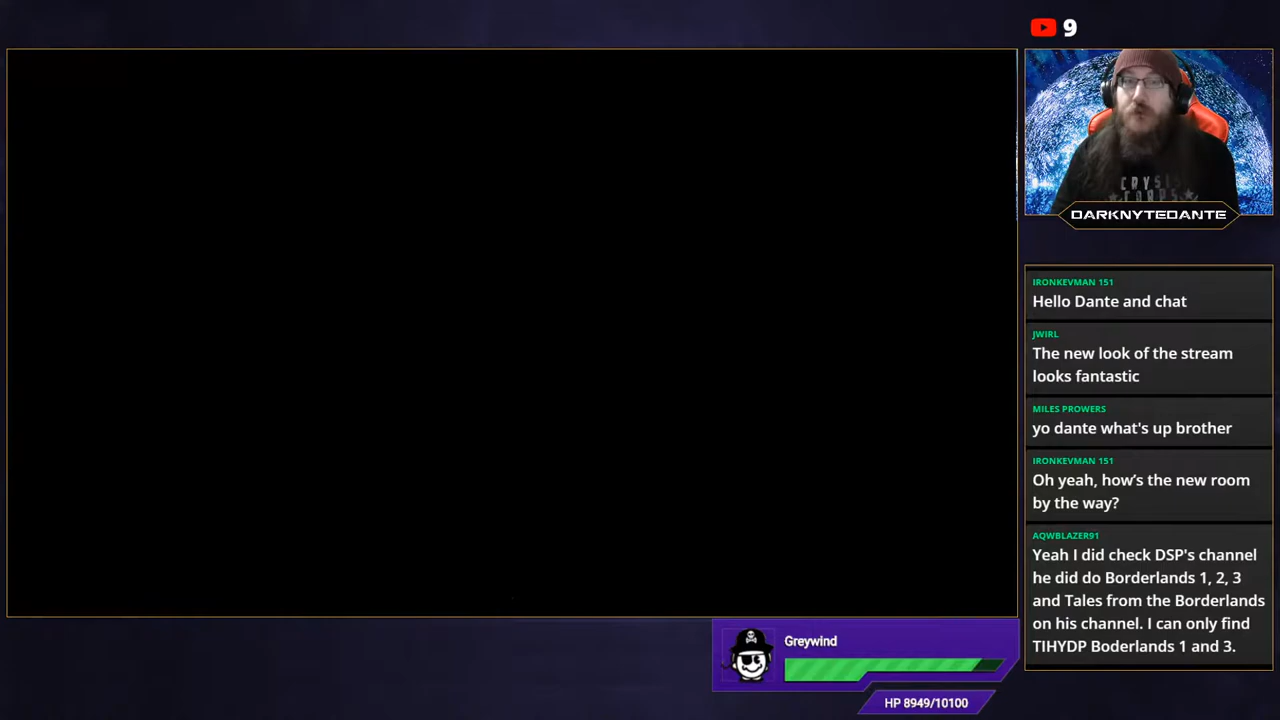 9
CRYSIS
CORPS
DARKNYTEDANTE
IRONKEVMAN 151
Hello Dante and chat
JWIRL
The new look of the stream
looks fantastic
MILES PROWERS
yo dante what's up brother
IRONKEVMAN 151
Oh yeah, how’s the new room
by the way?
AQWBLAZER91
Yeah I did check DSP's channel
he did do Borderlands 1, 2, 3
and Tales from the Borderlands
on his channel. I can only find
TIHYDP Boderlands 1 and 3.
Greywind
HP 8949/10100